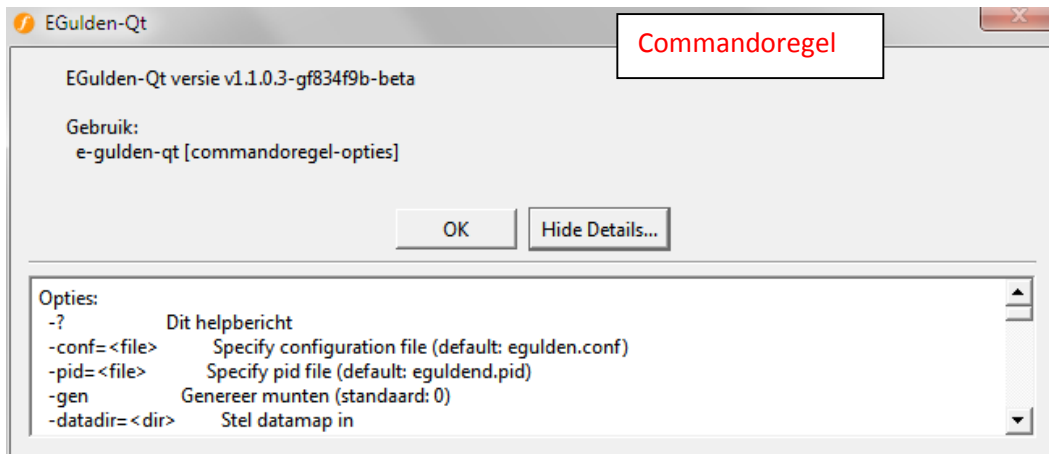 EGulden-Qt
Commandoregel
EGulden-Qt versie v1.1.0.3-gf834f9b-beta
Gebruik:
e-gulden-qt [commandoregel-opties]
OK
Hide Details...
Opties:
-? Dit helpbericht
-conf=<file> Specify configuration file (default: egulden.conf)
-pid=<file> Specify pid file (default: eguldend.pid)
-gen Genereer munten (standaard: 0)
-datadir=<dir> Stel datamap in